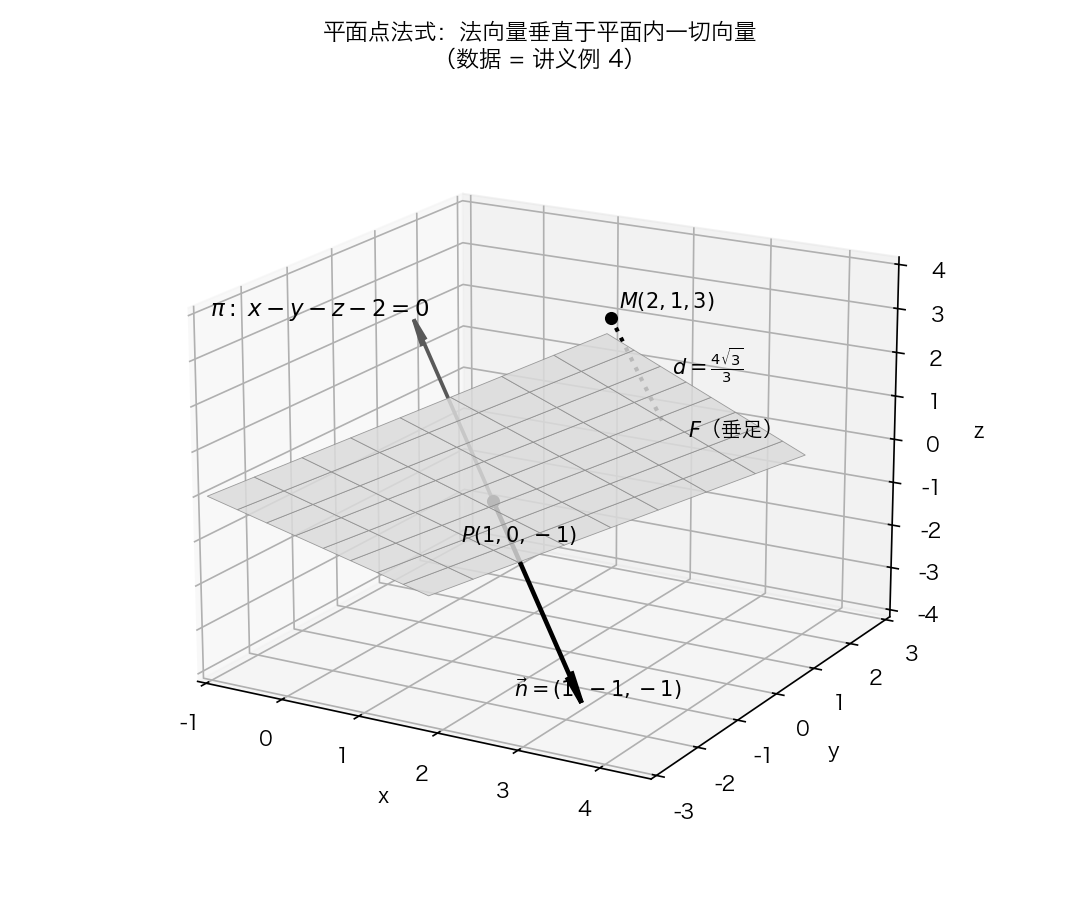 平面点法式：法向量垂直于平面内一切向量
（数据 = 讲义例 4）
π: x − y − z − 2 = 0
M(2, 1, 3)
d = 4√3/3
F（垂足）
P(1, 0, −1)
n⃗ = (1, −1, −1)
4
3
2
1
0
-1
-2
-3
-4
z
-1
0
1
2
3
4
x
-3
-2
-1
0
1
2
3
y